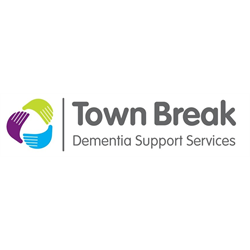 Town Break
Dementia Support Services